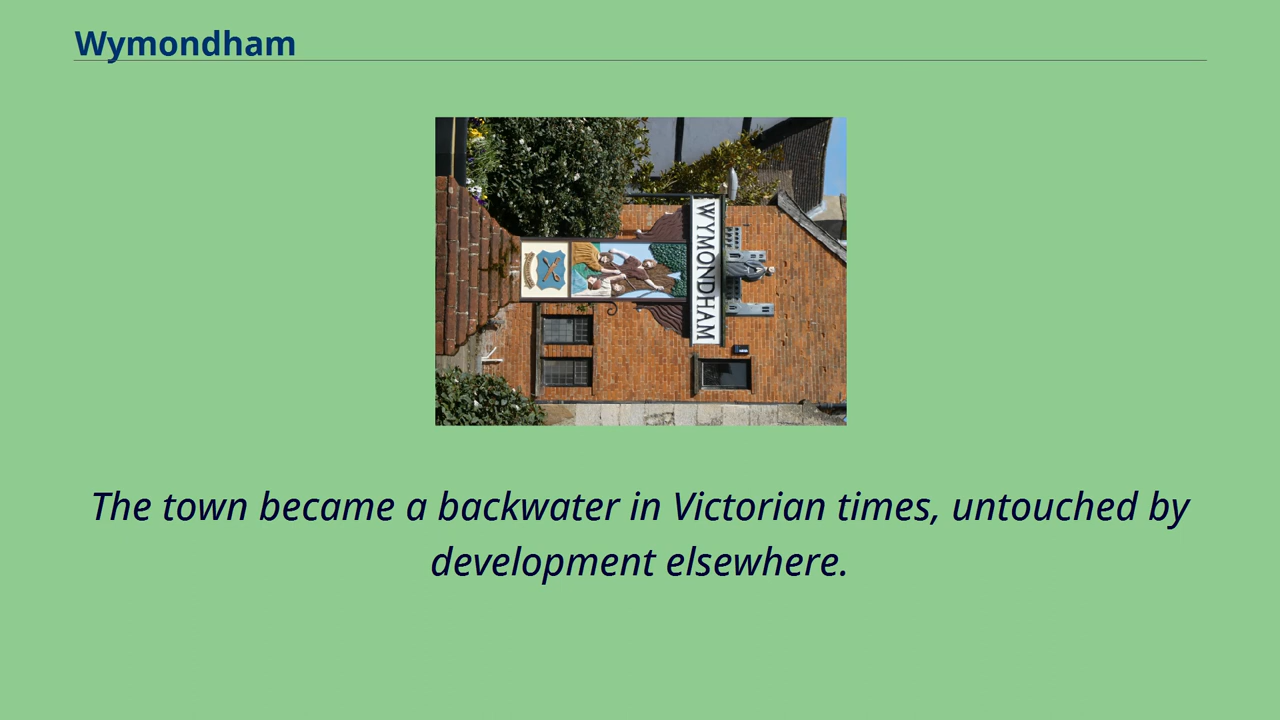 Wymondham
WYMONDHAM
The town became a backwater in Victorian times, untouched by
development elsewhere.